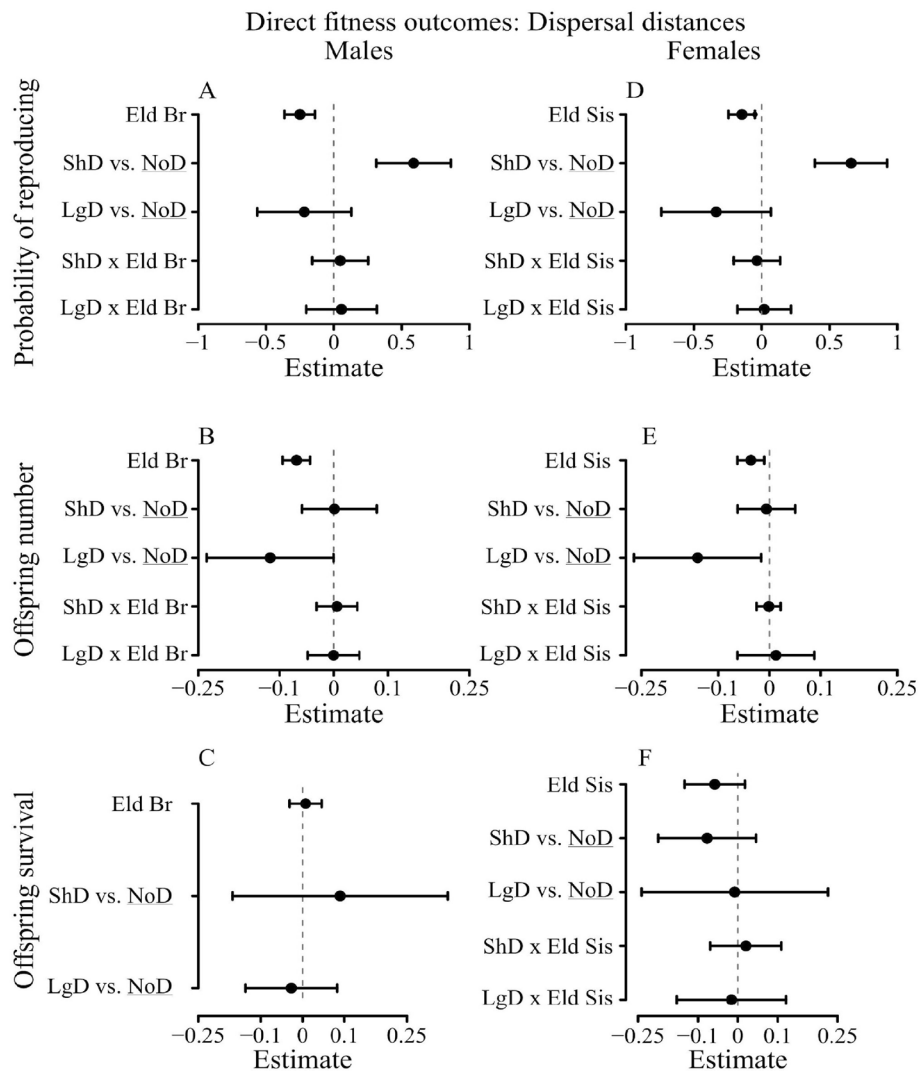 Direct fitness outcomes: Dispersal distances
Males
Females
Probability of reproducing
A
Eld Br
ShD vs. NoD
LgD vs. NoD
ShD x Eld Br
LgD x Eld Br
−1
−0.5
0
0.5
1
Estimate
D
Eld Sis
ShD vs. NoD
LgD vs. NoD
ShD x Eld Sis
LgD x Eld Sis
−1
−0.5
0
0.5
1
Estimate
Offspring number
B
Eld Br
ShD vs. NoD
LgD vs. NoD
ShD x Eld Br
LgD x Eld Br
−0.25
−0.1
0
0.1
0.25
Estimate
E
Eld Sis
ShD vs. NoD
LgD vs. NoD
ShD x Eld Sis
LgD x Eld Sis
−0.25
−0.1
0
0.1
0.25
Estimate
Offspring survival
C
Eld Br
ShD vs. NoD
LgD vs. NoD
−0.25
−0.1
0
0.1
0.25
Estimate
F
Eld Sis
ShD vs. NoD
LgD vs. NoD
ShD x Eld Sis
LgD x Eld Sis
−0.25
−0.1
0
0.1
0.25
Estimate